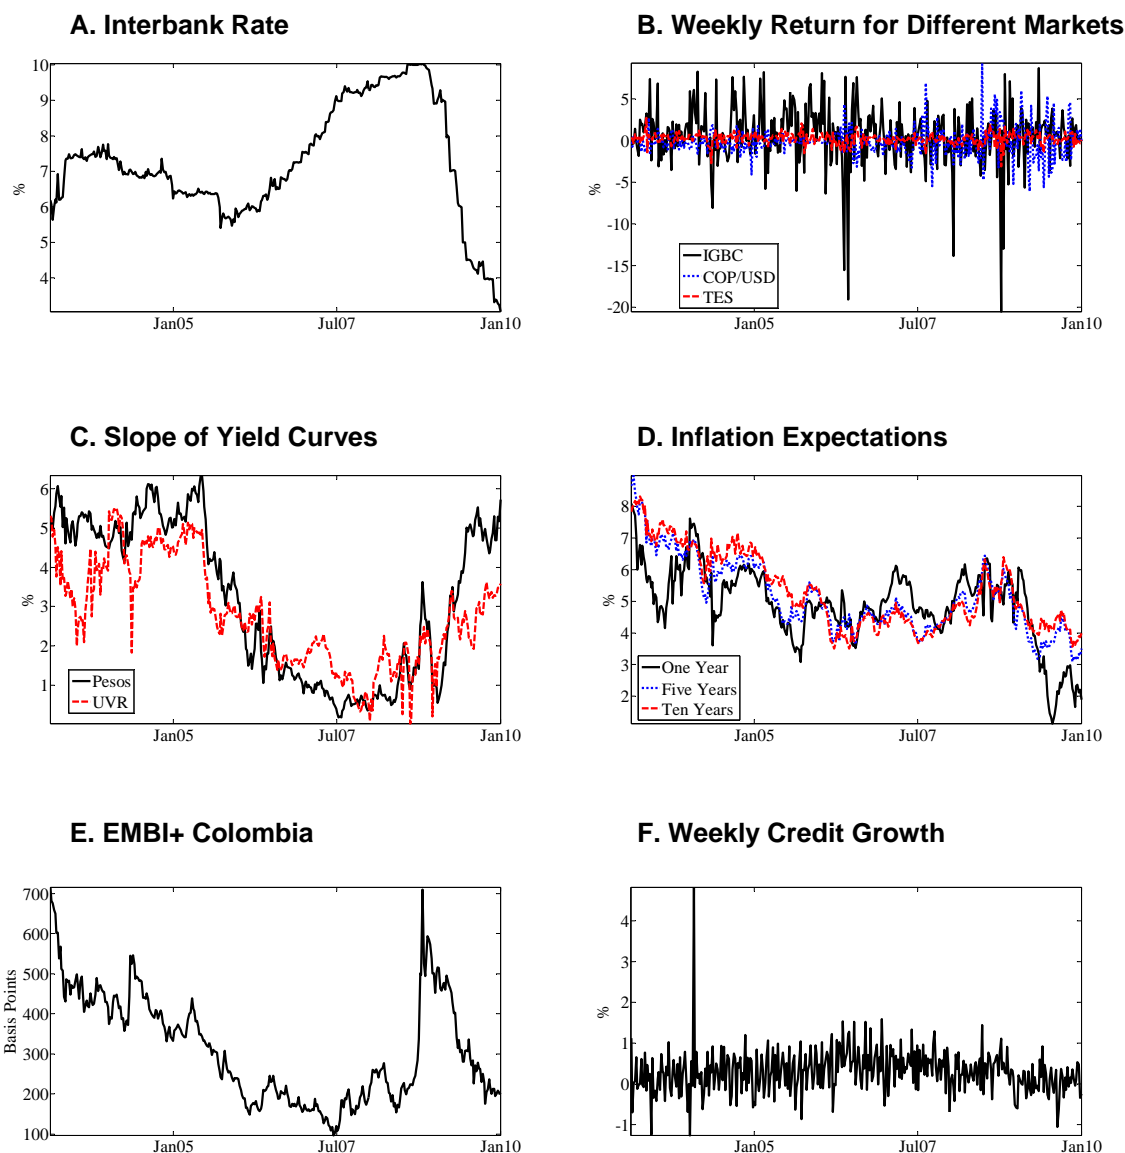 A. Interbank Rate
10
9
8
7
6
5
4
%
Jan05
Jul07
Jan10
B. Weekly Return for Different Markets
5
0
-5
-10
-15
-20
%
IGBC
COP/USD
TES
Jan05
Jul07
Jan10
C. Slope of Yield Curves
6
5
4
3
2
1
%
Pesos
UVR
Jan05
Jul07
Jan10
D. Inflation Expectations
8
7
6
5
4
3
2
%
One Year
Five Years
Ten Years
Jan05
Jul07
Jan10
E. EMBI+ Colombia
700
600
500
400
300
200
100
Basis Points
Jan05
Jul07
Jan10
F. Weekly Credit Growth
4
3
2
1
0
-1
%
Jan05
Jul07
Jan10